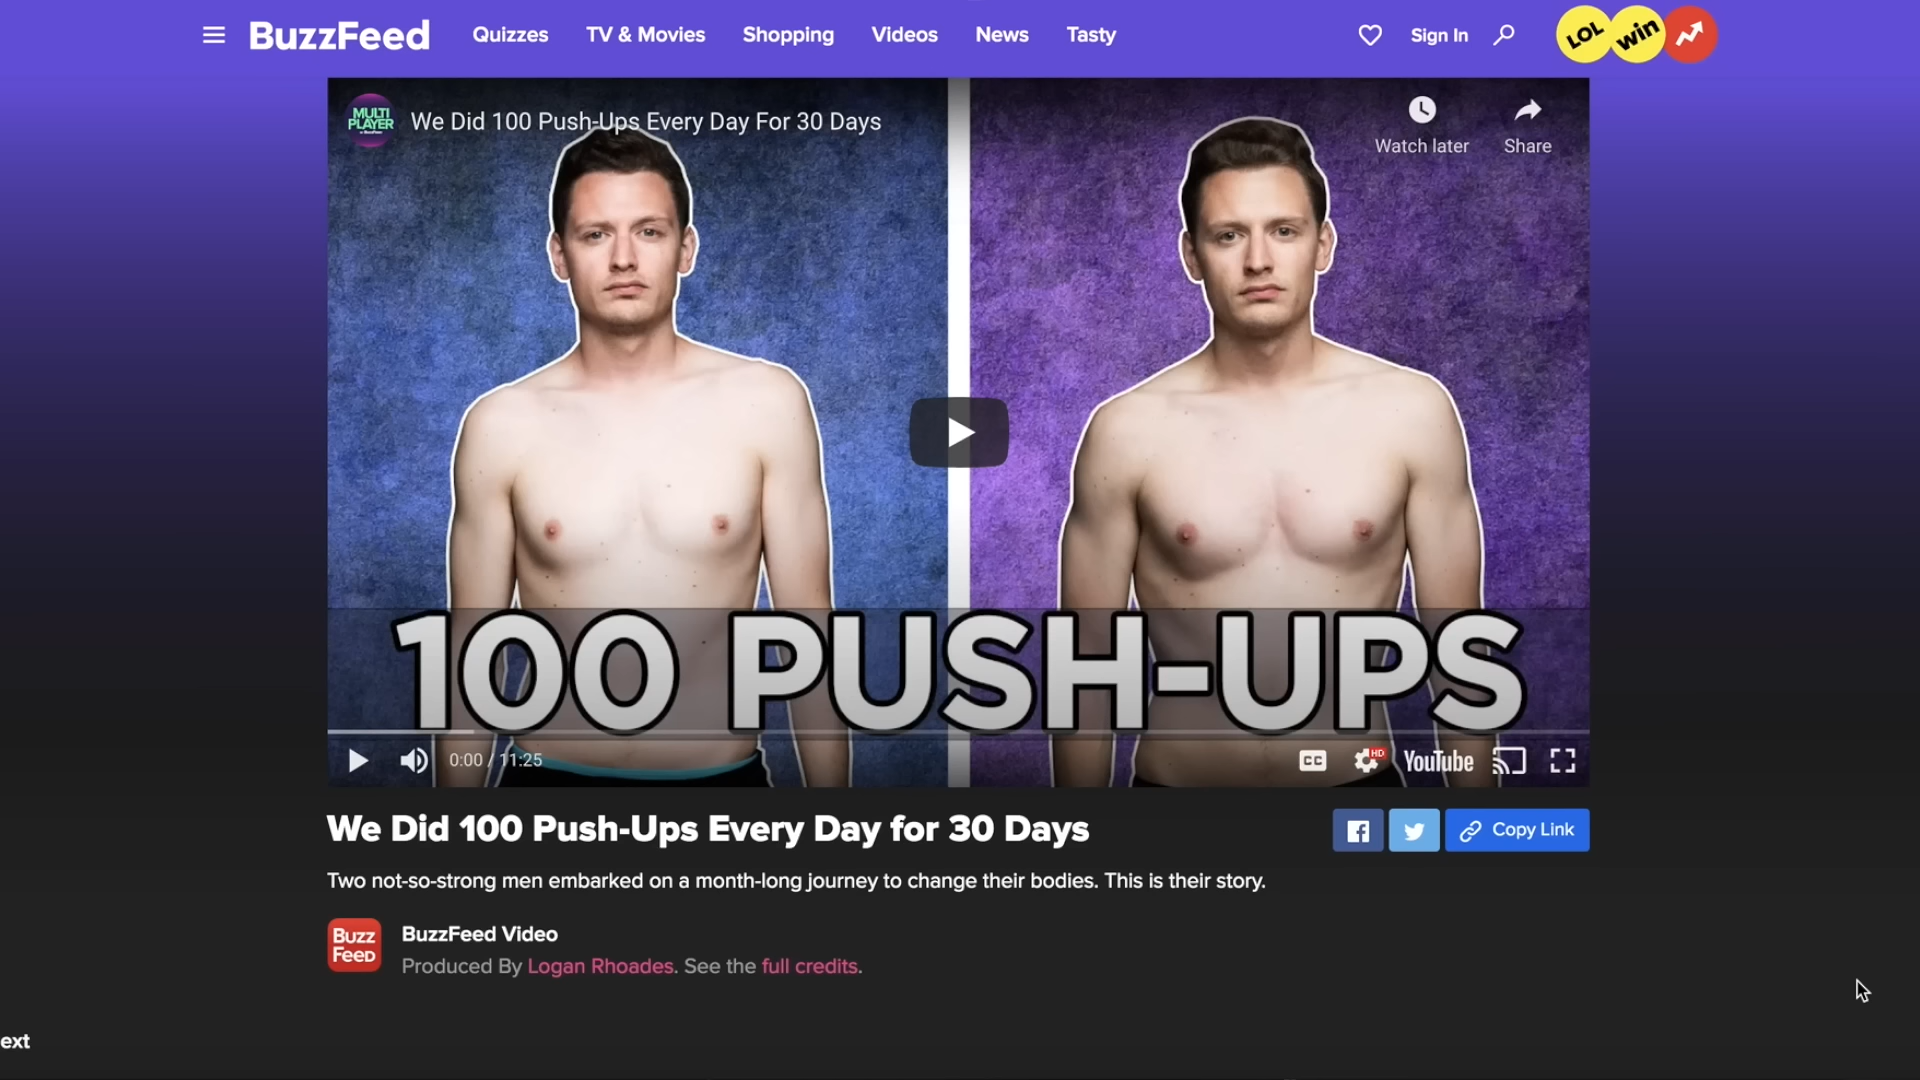 BuzzFeed Quizzes TV & Movies Shopping Videos News Tasty Sign In LOL win
MULTI
PLAYER
We Did 100 Push-Ups Every Day For 30 Days
Watch later Share
100 PUSH-UPS
0:00 / 11:25 CC HD YouTube
We Did 100 Push-Ups Every Day for 30 Days
Copy Link
Two not-so-strong men embarked on a month-long journey to change their bodies. This is their story.
BUZZ
FEED
BuzzFeed Video
Produced By Logan Rhoades. See the full credits.
ext